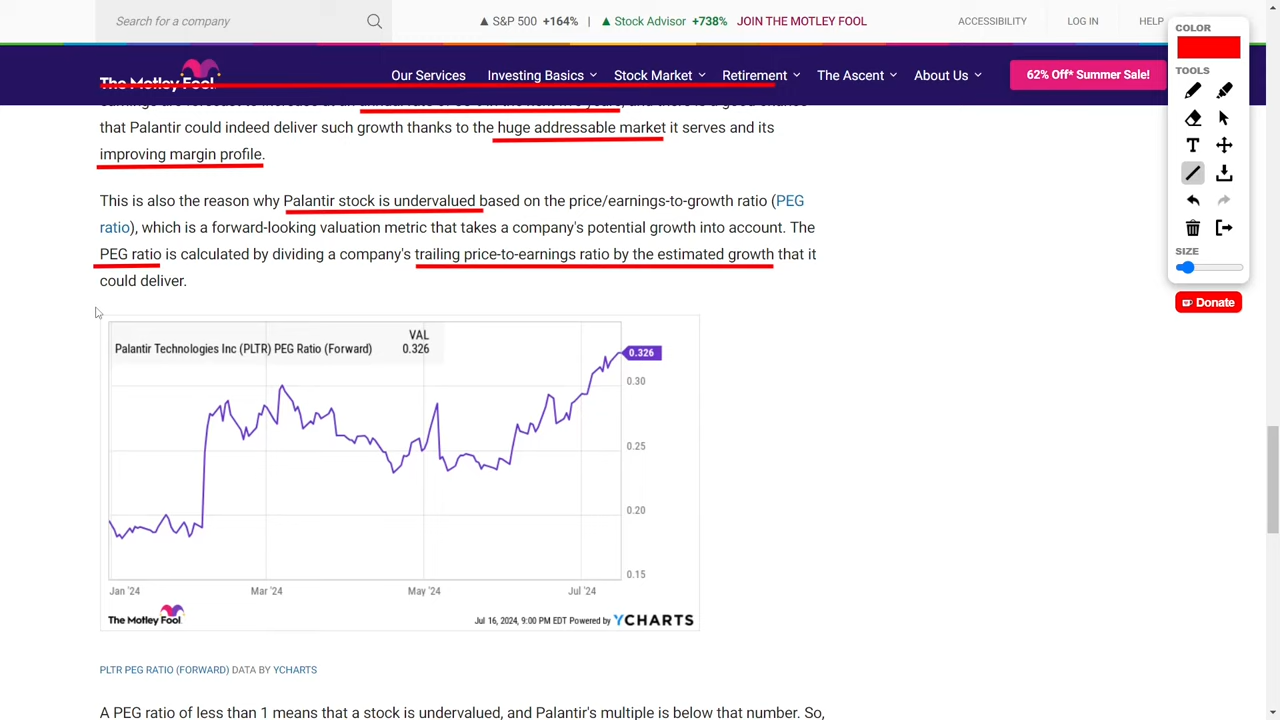 Search for a company
▲ S&P 500 +164% | ▲ Stock Advisor +738% JOIN THE MOTLEY FOOL
ACCESSIBILITY LOG IN HELP
The Motley Fool
Our Services Investing Basics Stock Market Retirement The Ascent About Us
62% Off* Summer Sale!
that Palantir could indeed deliver such growth thanks to the huge addressable market it serves and its
improving margin profile.
This is also the reason why Palantir stock is undervalued based on the price/earnings-to-growth ratio (PEG
ratio), which is a forward-looking valuation metric that takes a company's potential growth into account. The
PEG ratio is calculated by dividing a company's trailing price-to-earnings ratio by the estimated growth that it
could deliver.
VAL
Palantir Technologies Inc (PLTR) PEG Ratio (Forward) 0.326
0.326
0.30
0.25
0.20
0.15
Jan '24 Mar '24 May '24 Jul '24
The Motley Fool
Jul 16, 2024, 9:00 PM EDT Powered by YCHARTS
PLTR PEG RATIO (FORWARD) DATA BY YCHARTS
A PEG ratio of less than 1 means that a stock is undervalued, and Palantir's multiple is below that number. So,
COLOR
TOOLS
T
SIZE
Donate